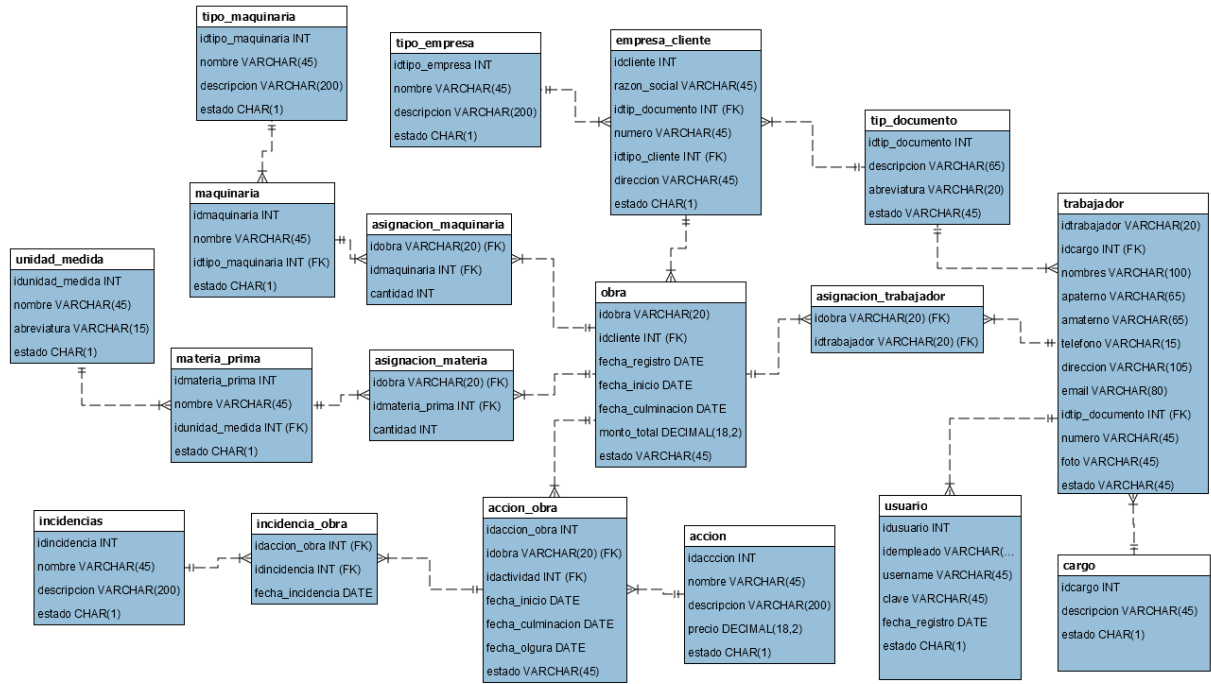 tipo_maquinaria
idtipo_maquinaria INT
nombre VARCHAR(45)
descripcion VARCHAR(200)
estado CHAR(1)
tipo_empresa
idtipo_empresa INT
nombre VARCHAR(45)
descripcion VARCHAR(200)
estado CHAR(1)
empresa_cliente
idcliente INT
razon_social VARCHAR(45)
idtip_documento INT (FK)
numero VARCHAR(45)
idtipo_cliente INT (FK)
direccion VARCHAR(45)
estado CHAR(1)
tip_documento
idtip_documento INT
descripcion VARCHAR(65)
abreviatura VARCHAR(20)
estado VARCHAR(45)
maquinaria
idmaquinaria INT
nombre VARCHAR(45)
idtipo_maquinaria INT (FK)
estado CHAR(1)
asignacion_maquinaria
idobra VARCHAR(20) (FK)
idmaquinaria INT (FK)
cantidad INT
trabajador
idtrabajador VARCHAR(20)
idcargo INT (FK)
nombres VARCHAR(100)
apaterno VARCHAR(65)
amaterno VARCHAR(65)
telefono VARCHAR(15)
direccion VARCHAR(105)
email VARCHAR(80)
idtip_documento INT (FK)
numero VARCHAR(45)
foto VARCHAR(45)
estado VARCHAR(45)
unidad_medida
idunidad_medida INT
nombre VARCHAR(45)
abreviatura VARCHAR(15)
estado CHAR(1)
obra
idobra VARCHAR(20)
idcliente INT (FK)
fecha_registro DATE
fecha_inicio DATE
fecha_culminacion DATE
monto_total DECIMAL(18,2)
estado VARCHAR(45)
asignacion_trabajador
idobra VARCHAR(20) (FK)
idtrabajador VARCHAR(20) (FK)
materia_prima
idmateria_prima INT
nombre VARCHAR(45)
idunidad_medida INT (FK)
estado CHAR(1)
asignacion_materia
idobra VARCHAR(20) (FK)
idmateria_prima INT (FK)
cantidad INT
incidencias
idincidencia INT
nombre VARCHAR(45)
descripcion VARCHAR(200)
estado CHAR(1)
incidencia_obra
idaccion_obra INT (FK)
idincidencia INT (FK)
fecha_incidencia DATE
accion_obra
idaccion_obra INT
idobra VARCHAR(20) (FK)
idactividad INT (FK)
fecha_inicio DATE
fecha_culminacion DATE
fecha_olgura DATE
estado VARCHAR(45)
accion
idacccion INT
nombre VARCHAR(45)
descripcion VARCHAR(200)
precio DECIMAL(18,2)
estado CHAR(1)
usuario
idusuario INT
idempleado VARCHAR(...
username VARCHAR(45)
clave VARCHAR(45)
fecha_registro DATE
estado CHAR(1)
cargo
idcargo INT
descripcion VARCHAR(45)
estado CHAR(1)